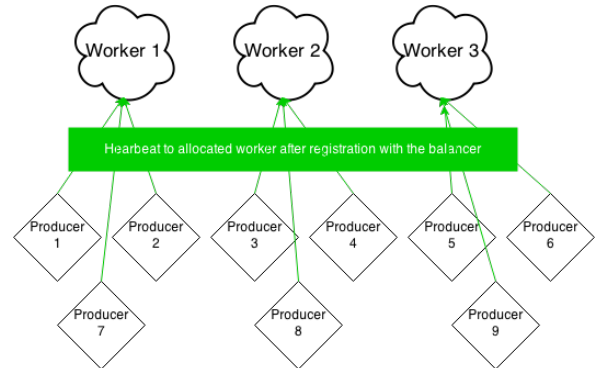 Worker 1
Worker 2
Worker 3
Hearbeat to allocated worker after registration with the balancer
Producer
1
Producer
2
Producer
3
Producer
4
Producer
5
Producer
6
Producer
7
Producer
8
Producer
9